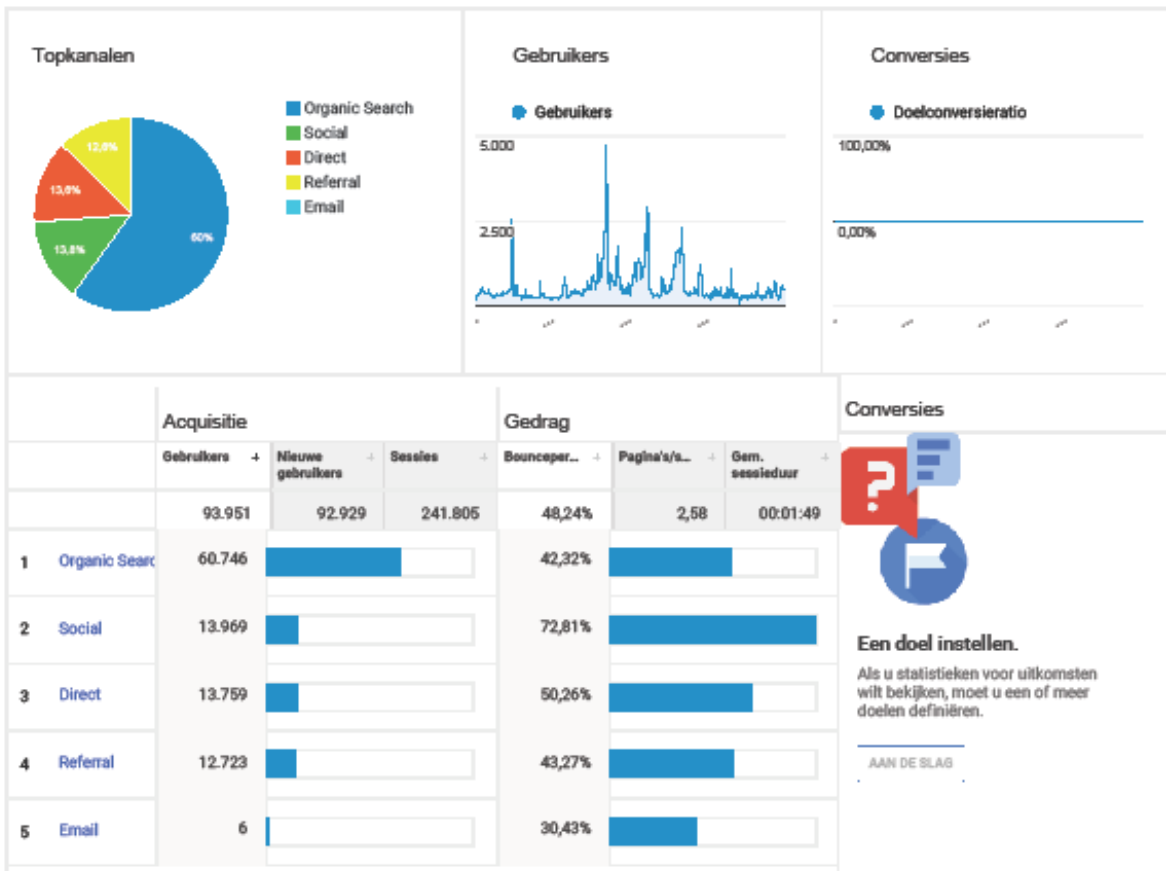 Topkanalen
Organic Search
Social
Direct
Referral
Email
12,6%
13,6%
13,8%
60%
Gebruikers
Gebruikers
5.000
2.500
Conversies
Doelconversieratio
100,00%
0,00%
Acquisitie
Gedrag
Gebruikers
Nieuwe
gebruikers
Sessies
Bounceper...
Pagina's/s...
Gem.
sessieduur
93.951
92.929
241.805
48,24%
2,58
00:01:49
1 Organic Searc 60.746 42,32%
2 Social 13.969 72,81%
3 Direct 13.759 50,26%
4 Referral 12.723 43,27%
5 Email 6 30,43%
Conversies
?
Een doel instellen.
Als u statistieken voor uitkomsten
wilt bekijken, moet u een of meer
doelen definiëren.
AAN DE SLAG